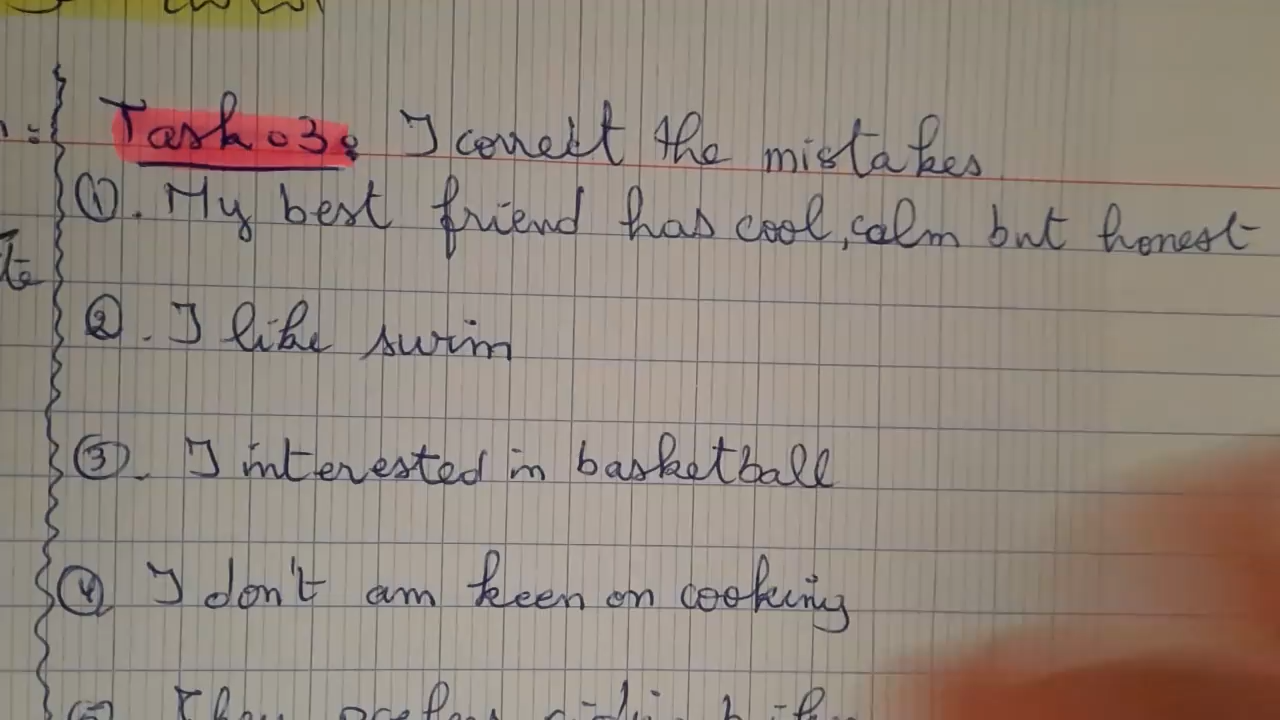 Task 03: I correct the mistakes
①. My best friend has cool, calm but honest
②. I like swim
③. I interested in basketball
④ I don't am keen on cooking